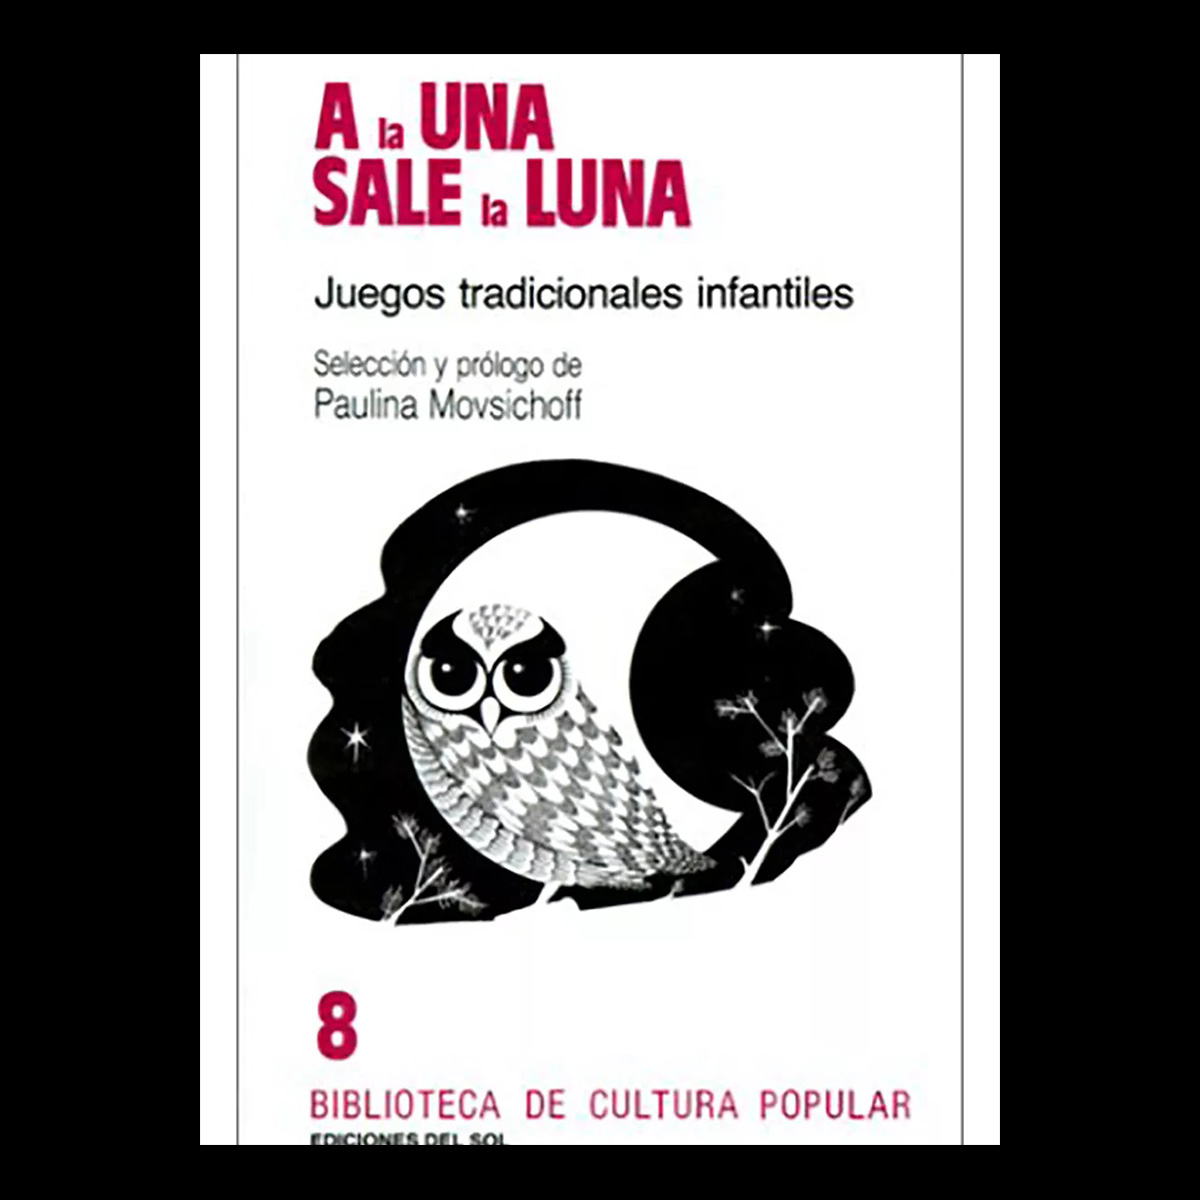 A la UNA
SALE la LUNA
Juegos tradicionales infantiles
Selección y prólogo de
Paulina Movsichoff
8
BIBLIOTECA DE CULTURA POPULAR
EDICIONES DEL SOL